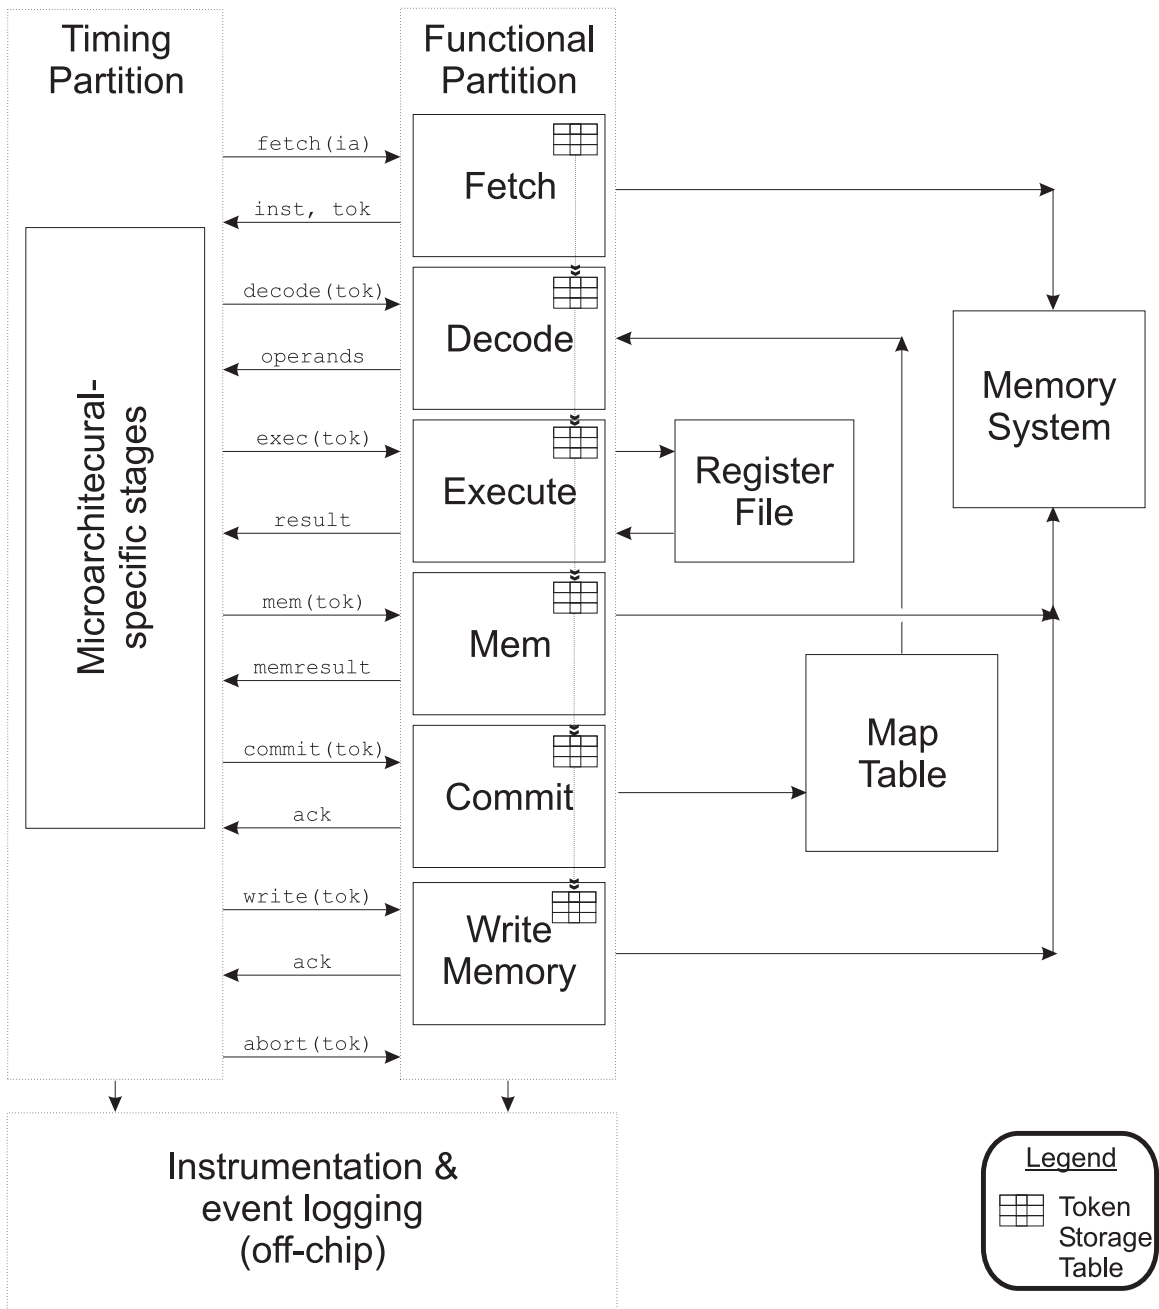 Timing
Partition
Functional
Partition
fetch(ia)
Fetch
inst, tok
decode(tok)
Decode
operands
Microarchitecural-
specific stages
exec(tok)
Execute
result
Register
File
Memory
System
mem(tok)
Mem
memresult
commit(tok)
Commit
ack
Map
Table
write(tok)
Write
Memory
ack
abort(tok)
Instrumentation &
event logging
(off-chip)
Legend
Token
Storage
Table